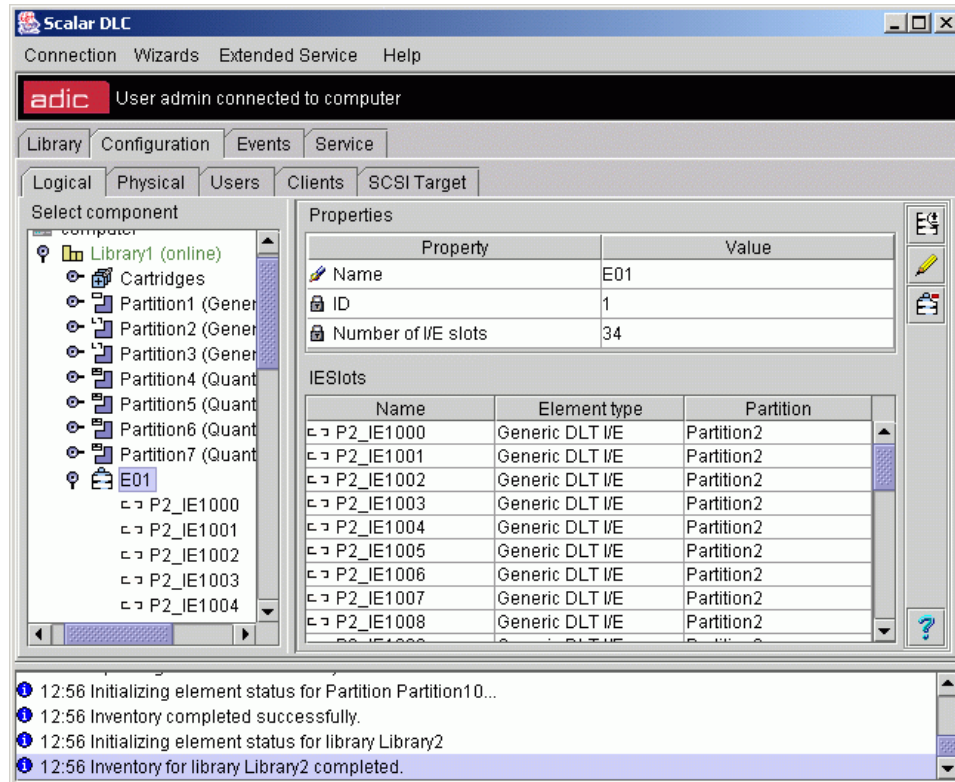 Scalar DLC
Connection Wizards Extended Service Help
adic User admin connected to computer
Library Configuration Events Service
Logical Physical Users Clients SCSI Target
Select component
computer
Library1 (online)
Cartridges
Partition1 (Gener
Partition2 (Gener
Partition3 (Gener
Partition4 (Quant
Partition5 (Quant
Partition6 (Quant
Partition7 (Quant
E01
P2_IE1000
P2_IE1001
P2_IE1002
P2_IE1003
P2_IE1004
Properties
Property Value
Name E01
ID 1
Number of I/E slots 34
IESlots
Name Element type Partition
P2_IE1000 Generic DLT I/E Partition2
P2_IE1001 Generic DLT I/E Partition2
P2_IE1002 Generic DLT I/E Partition2
P2_IE1003 Generic DLT I/E Partition2
P2_IE1004 Generic DLT I/E Partition2
P2_IE1005 Generic DLT I/E Partition2
P2_IE1006 Generic DLT I/E Partition2
P2_IE1007 Generic DLT I/E Partition2
P2_IE1008 Generic DLT I/E Partition2
12:56 Initializing element status for Partition Partition10...
12:56 Inventory completed successfully.
12:56 Initializing element status for library Library2
12:56 Inventory for library Library2 completed.